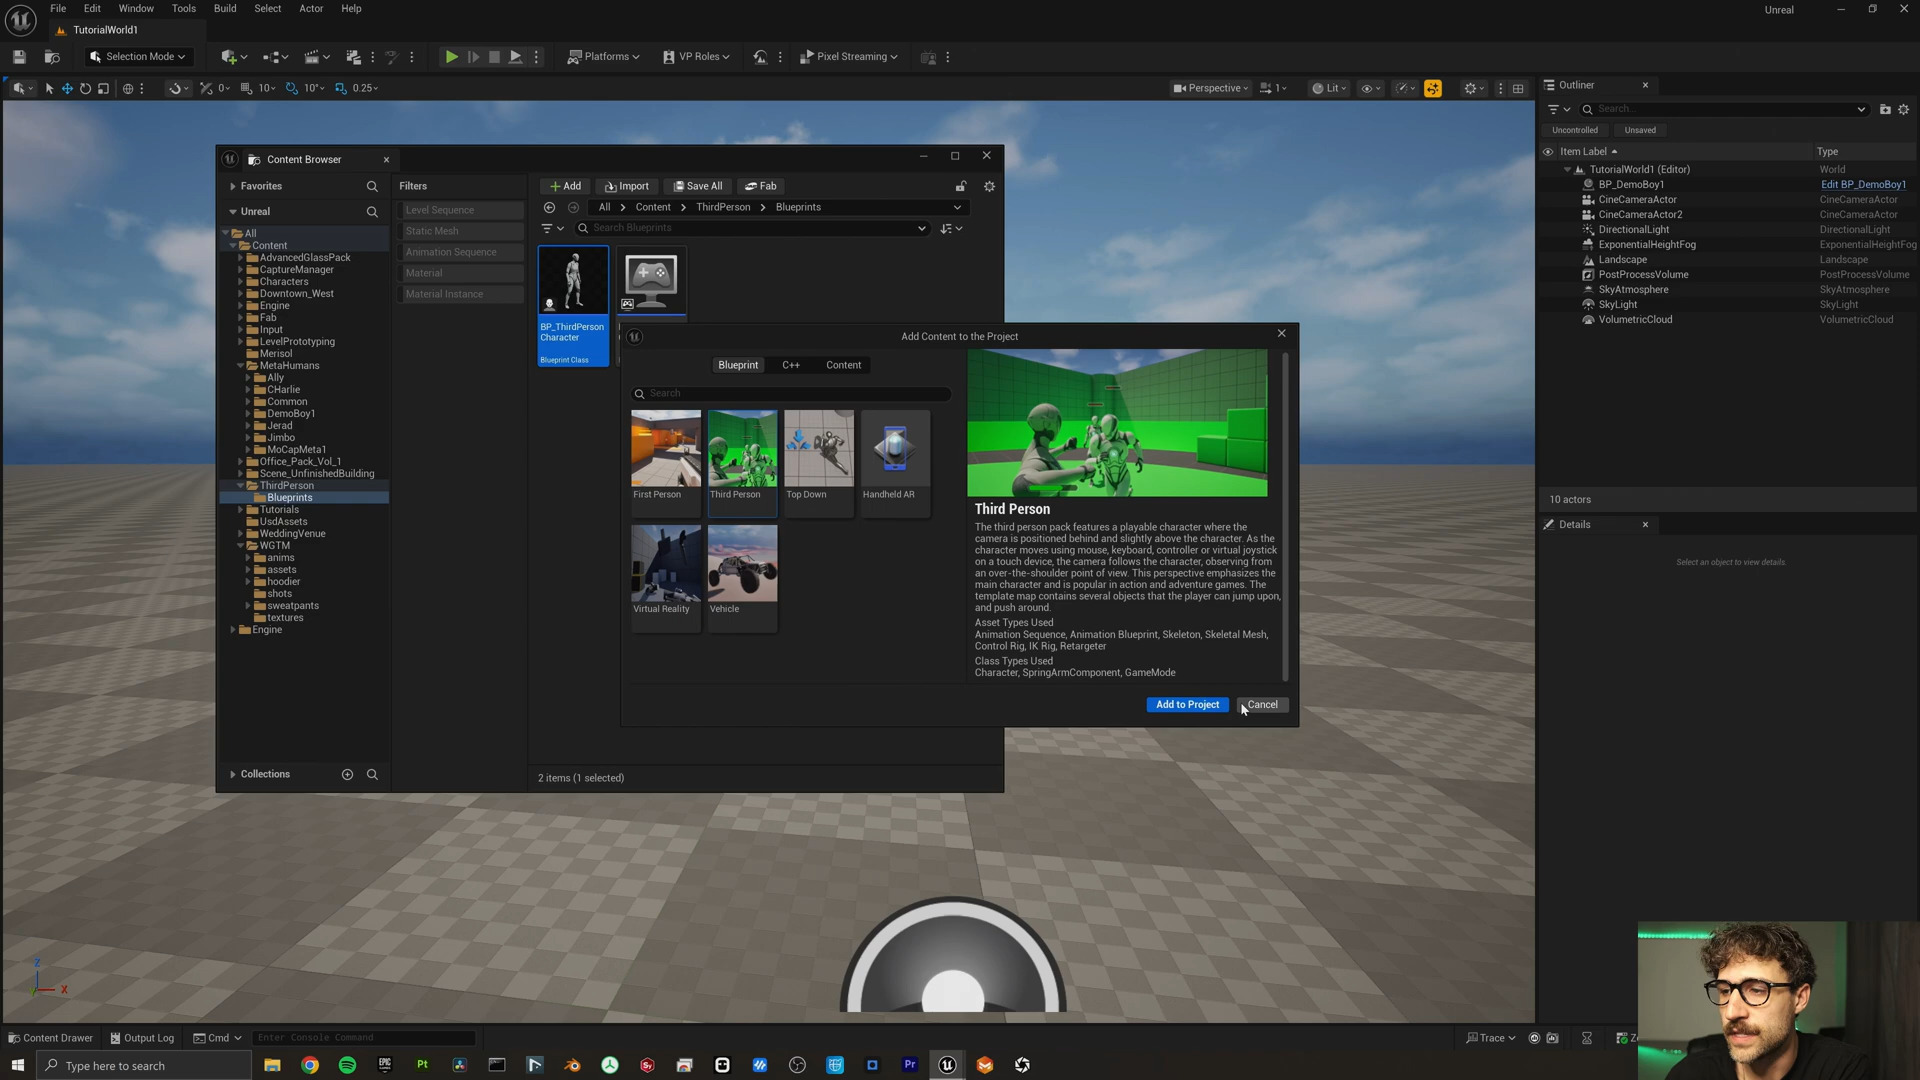 File Edit Window Tools Build Select Actor Help
Unreal
TutorialWorld1
Selection Mode
Platforms
VP Roles
Pixel Streaming
0
10
10°
0.25
Perspective
1
Lit
Outliner
Search...
Uncontrolled
Unsaved
Item Label
Type
TutorialWorld1 (Editor)
World
BP_DemoBoy1
Edit BP_DemoBoy1
CineCameraActor
CineCameraActor
CineCameraActor2
CineCameraActor
DirectionalLight
DirectionalLight
ExponentialHeightFog
ExponentialHeightFog
Landscape
Landscape
PostProcessVolume
PostProcessVolume
SkyAtmosphere
SkyAtmosphere
SkyLight
SkyLight
VolumetricCloud
VolumetricCloud
10 actors
Details
Select an object to view details.
Content Browser
Favorites
Unreal
All
Content
AdvancedGlassPack
CaptureManager
Characters
Downtown_West
Engine
Fab
Input
LevelPrototyping
Merisol
MetaHumans
Ally
CHarlie
Common
DemoBoy1
Jerad
Jimbo
MoCapMeta1
Office_Pack_Vol_1
Scene_UnfinishedBuilding
ThirdPerson
Blueprints
Tutorials
UsdAssets
WeddingVenue
WGTM
anims
assets
hoodier
shots
sweatpants
textures
Engine
Collections
Filters
Level Sequence
Static Mesh
Animation Sequence
Material
Material Instance
Add
Import
Save All
Fab
All
Content
ThirdPerson
Blueprints
Search Blueprints
BP_ThirdPerson
Character
Blueprint Class
2 items (1 selected)
Add Content to the Project
Blueprint
C++
Content
Search
First Person
Third Person
Top Down
Handheld AR
Virtual Reality
Vehicle
Third Person
The third person pack features a playable character where the
camera is positioned behind and slightly above the character. As the
character moves using mouse, keyboard, controller or virtual joystick
on a touch device, the camera follows the character, observing from
an over-the-shoulder point of view. This perspective emphasizes the
main character and is popular in action and adventure games. The
template map contains several objects that the player can jump upon,
and push around.
Asset Types Used
Animation Sequence, Animation Blueprint, Skeleton, Skeletal Mesh,
Control Rig, IK Rig, Retargeter
Class Types Used
Character, SpringArmComponent, GameMode
Add to Project
Cancel
Z
X
Content Drawer
Output Log
Cmd
Enter Console Command
Trace
Type here to search
EPIC
GAMES
Pt
Sy
Pr